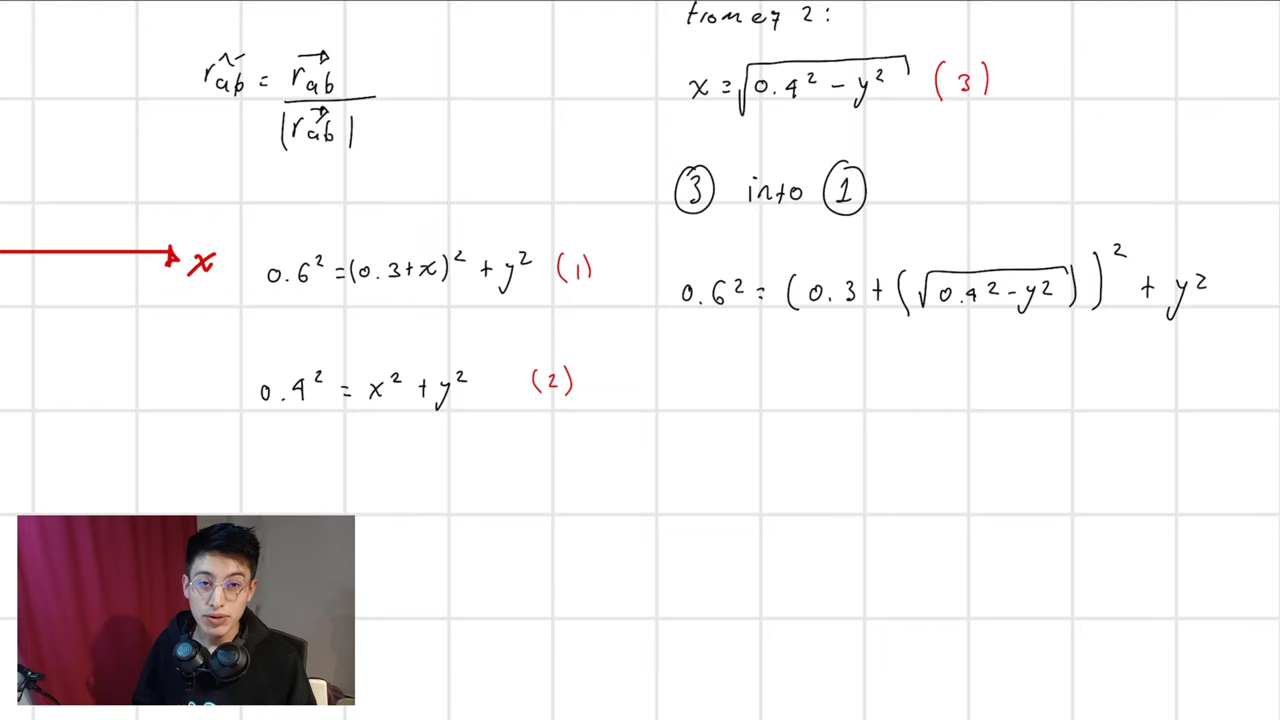 r̂ab = r⃗ab / |r⃗ab|
x
0.6² = (0.3+x)² + y² (1)
0.4² = x² + y² (2)
from eq 2:
x = √(0.4² - y²) (3)
③ into ①
0.6² = (0.3 + (√(0.4² - y²)))² + y²